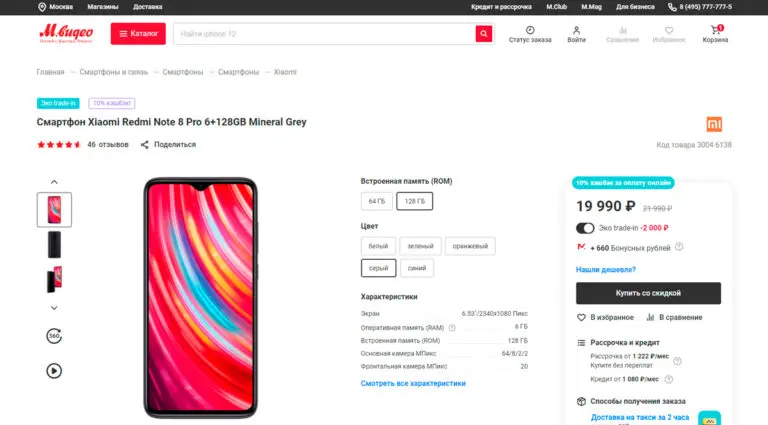 Москва Магазины Доставка Кредит и рассрочка M.Club M.Mag Для бизнеса 8 (495) 777-777-5
М.видео
Каталог
Найти iphone 12
Статус заказа
Войти
Сравнение
Избранное
1
Корзина
Главная — Смартфоны и связь — Смартфоны — Смартфоны — Xiaomi
Эко trade-in 10% кэшбэк!
Смартфон Xiaomi Redmi Note 8 Pro 6+128GB Mineral Grey
mi
46 отзывов Поделиться
Код товара 3004 6138
360
Встроенная память (ROM)
64 ГБ 128 ГБ
Цвет
белый зеленый оранжевый
серый синий
Характеристики
Экран 6.53'/2340x1080 Пикс
Оперативная память (RAM) ? 6 ГБ
Встроенная память (ROM) 128 ГБ
Основная камера МПикс 64/8/2/2
Фронтальная камера МПикс 20
Смотреть все характеристики
10% кэшбэк за оплату онлайн
19 990 ₽ 21 990 ₽
Эко trade-in -2 000 ₽
+ 660 Бонусных рублей ?
Нашли дешевле?
Купить со скидкой
В избранное В сравнение
Рассрочка и кредит
Рассрочка от 1 222 ₽/мес ?
Купить без переплат
Кредит от 1 080 ₽/мес ?
Способы получения заказа
Доставка на такси за 2 часа